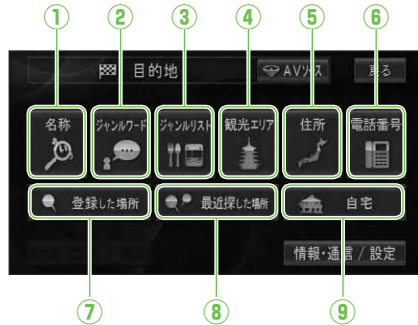 ① ② ③ ④ ⑤ ⑥
目的地 AVソース 戻る
名称 ジャンルワード ジャンルリスト 観光エリア 住所 電話番号
登録した場所 最近探した場所 自宅
情報・通信 / 設定
⑦ ⑧ ⑨